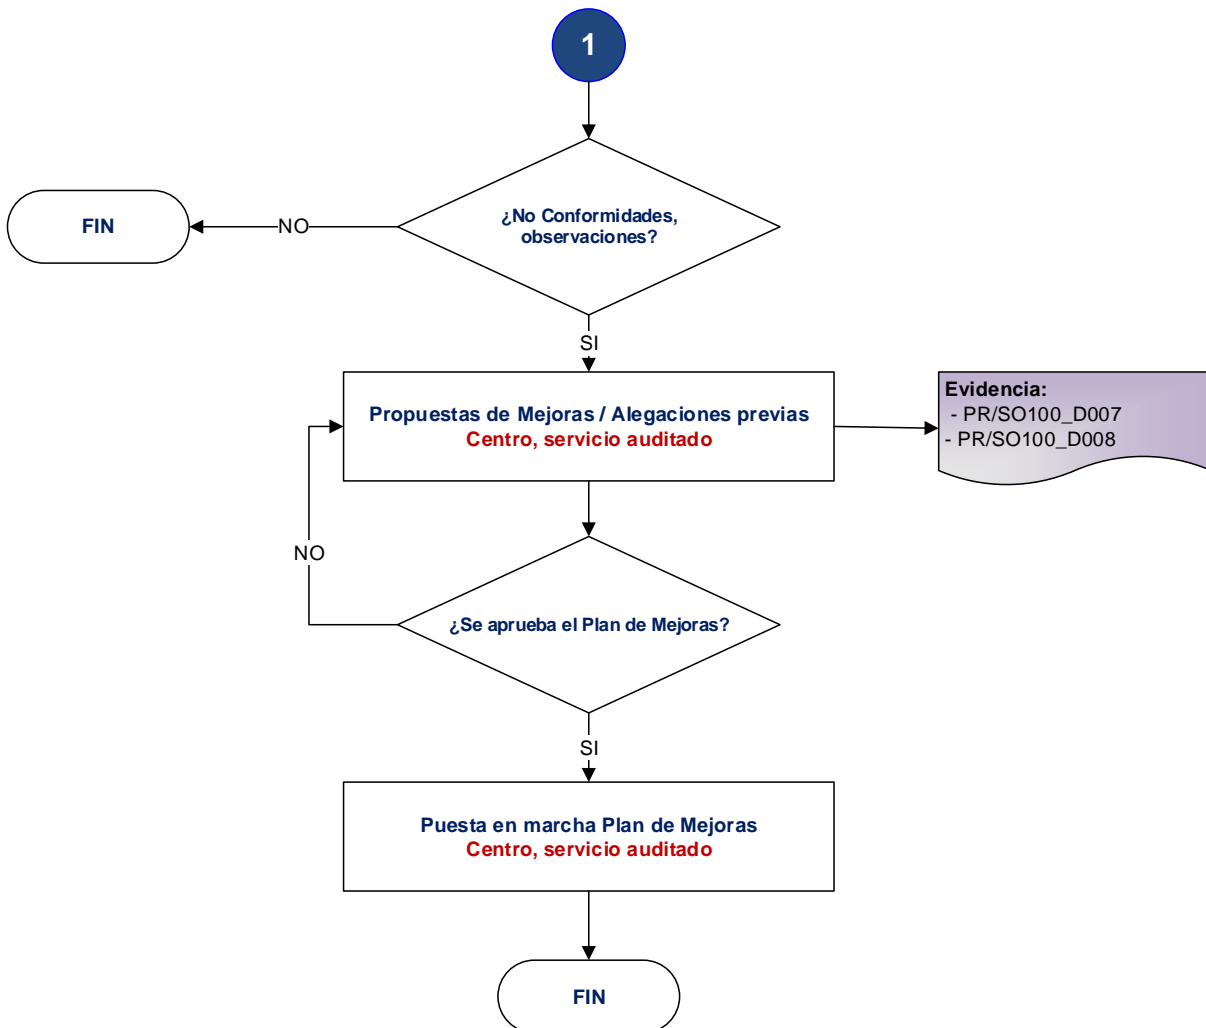 1
¿No Conformidades,
observaciones?
NO
FIN
SI
Propuestas de Mejoras / Alegaciones previas
Centro, servicio auditado
Evidencia:
- PR/SO100_D007
- PR/SO100_D008
NO
¿Se aprueba el Plan de Mejoras?
SI
Puesta en marcha Plan de Mejoras
Centro, servicio auditado
FIN